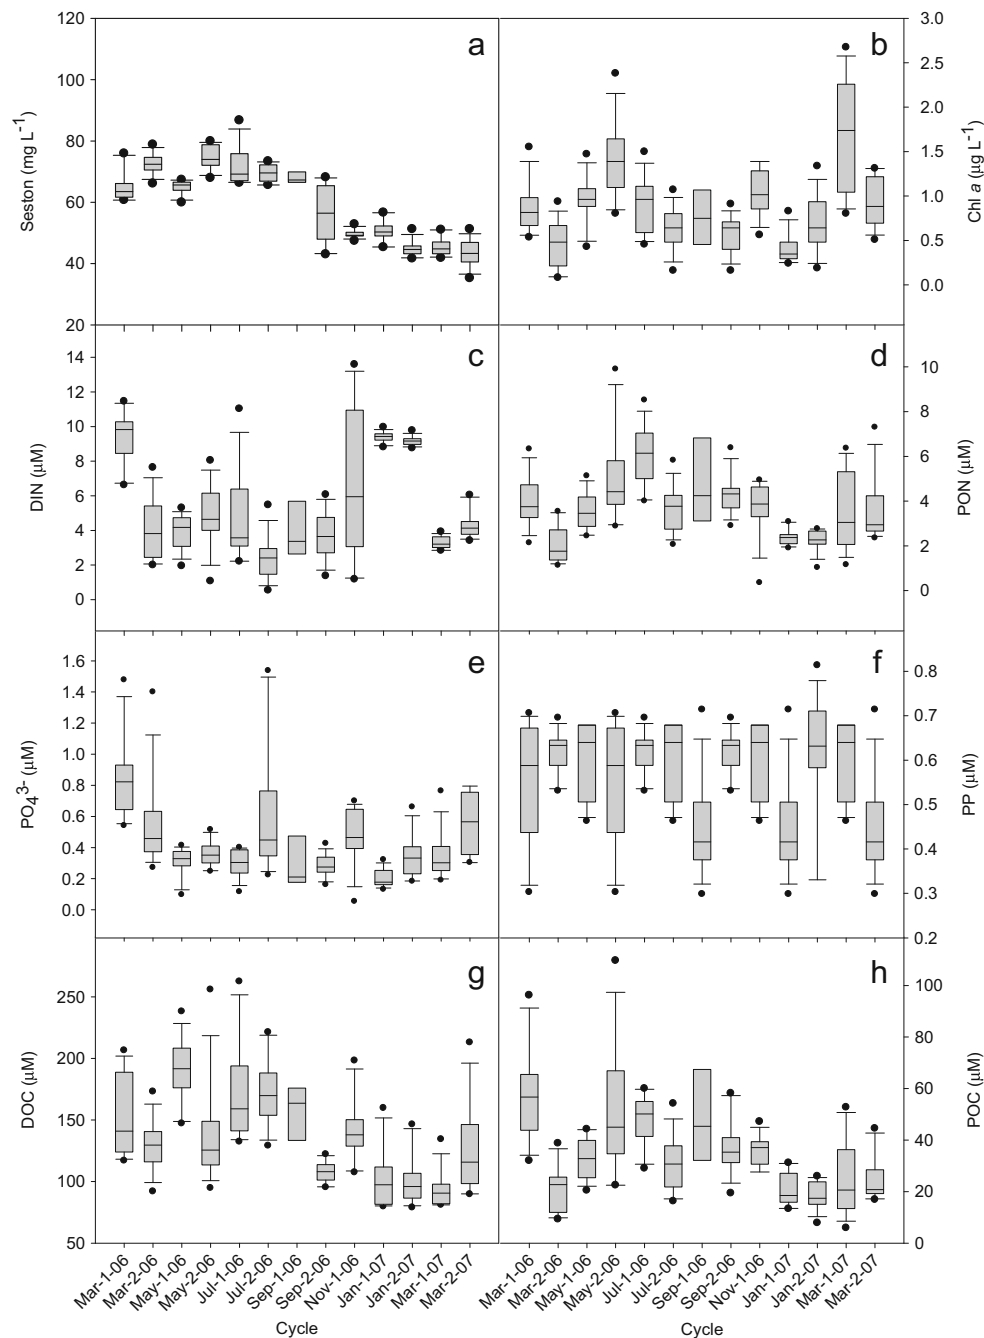 a
b
Seston (mg L-1)
120
100
80
60
40
20
3.0
2.5
2.0
1.5
1.0
0.5
0.0
Chl a (µg L-1)
c
d
DIN (µM)
14
12
10
8
6
4
2
0
10
8
6
4
2
0
PON (µM)
e
f
PO43- (µM)
1.6
1.4
1.2
1.0
0.8
0.6
0.4
0.2
0.0
0.8
0.7
0.6
0.5
0.4
0.3
0.2
PP (µM)
g
h
DOC (µM)
250
200
150
100
50
100
80
60
40
20
0
POC (µM)
Mar-1-06
Mar-2-06
May-1-06
May-2-06
Jul-1-06
Jul-2-06
Sep-1-06
Sep-2-06
Nov-1-06
Jan-1-07
Jan-2-07
Mar-1-07
Mar-2-07
Cycle
Mar-1-06
Mar-2-06
May-1-06
May-2-06
Jul-1-06
Jul-2-06
Sep-1-06
Sep-2-06
Nov-1-06
Jan-1-07
Jan-2-07
Mar-1-07
Mar-2-07
Cycle